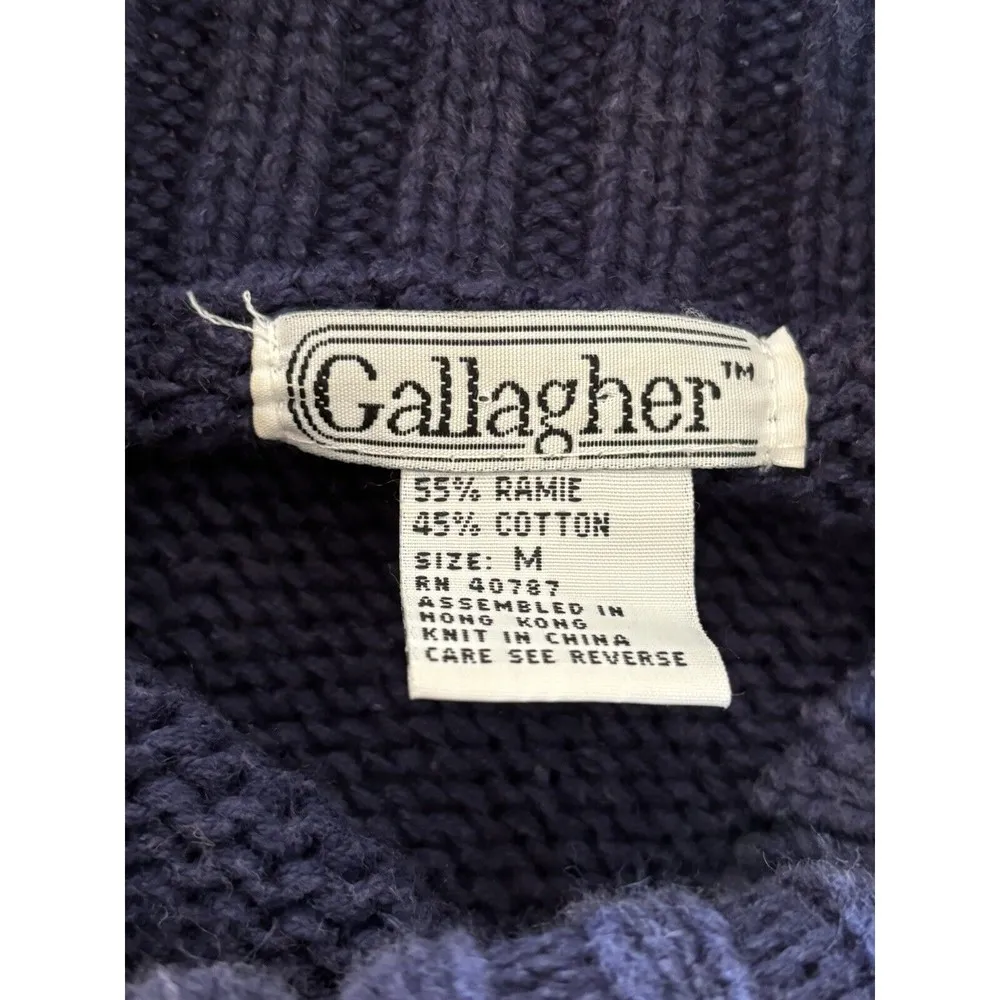 Gallagher™
55% RAMIE
45% COTTON
SIZE: M
RN 40787
ASSEMBLED IN
HONG KONG
KNIT IN CHINA
CARE SEE REVERSE